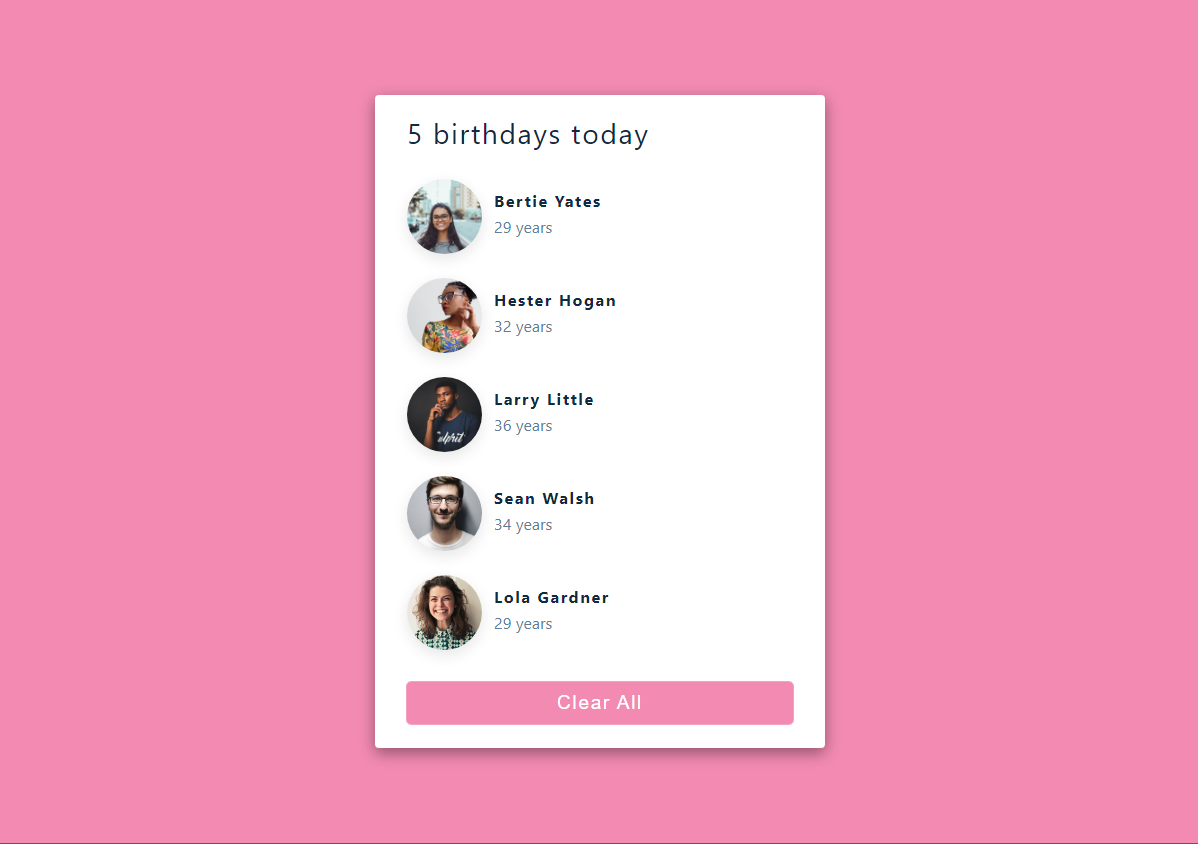 5 birthdays today
Bertie Yates
29 years
Hester Hogan
32 years
Larry Little
36 years
Sean Walsh
34 years
Lola Gardner
29 years
Clear All